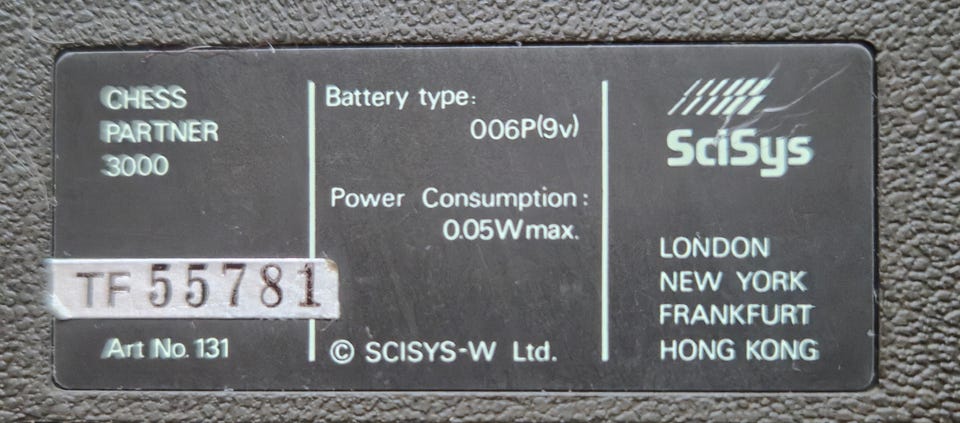 CHESS
PARTNER
3000
TF 55781
Art No. 131
Battery type:
006P(9v)
Power Consumption:
0.05W max.
© SCISYS-W Ltd.
SciSys
LONDON
NEW YORK
FRANKFURT
HONG KONG